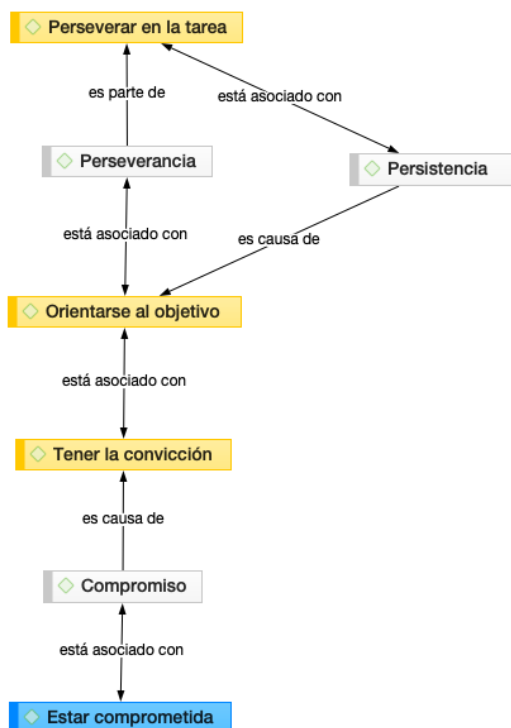 Perseverar en la tarea
es parte de
está asociado con
Perseverancia
Persistencia
está asociado con
es causa de
Orientarse al objetivo
está asociado con
Tener la convicción
es causa de
Compromiso
está asociado con
Estar comprometida